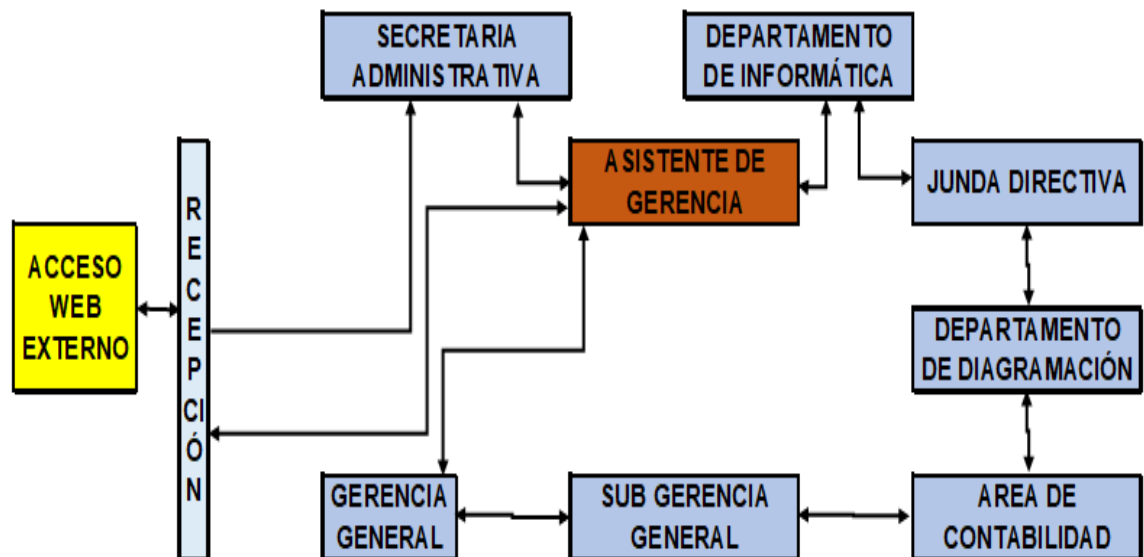 SECRETARIA
ADMINISTRATIVA
DEPARTAMENTO
DE INFORMÁTICA
ASISTENTE DE
GERENCIA
JUNDA DIRECTIVA
RECEPCIÓN
ACCESO
WEB
EXTERNO
DEPARTAMENTO
DE DIAGRAMACIÓN
GERENCIA
GENERAL
SUB GERENCIA
GENERAL
AREA DE
CONTABILIDAD